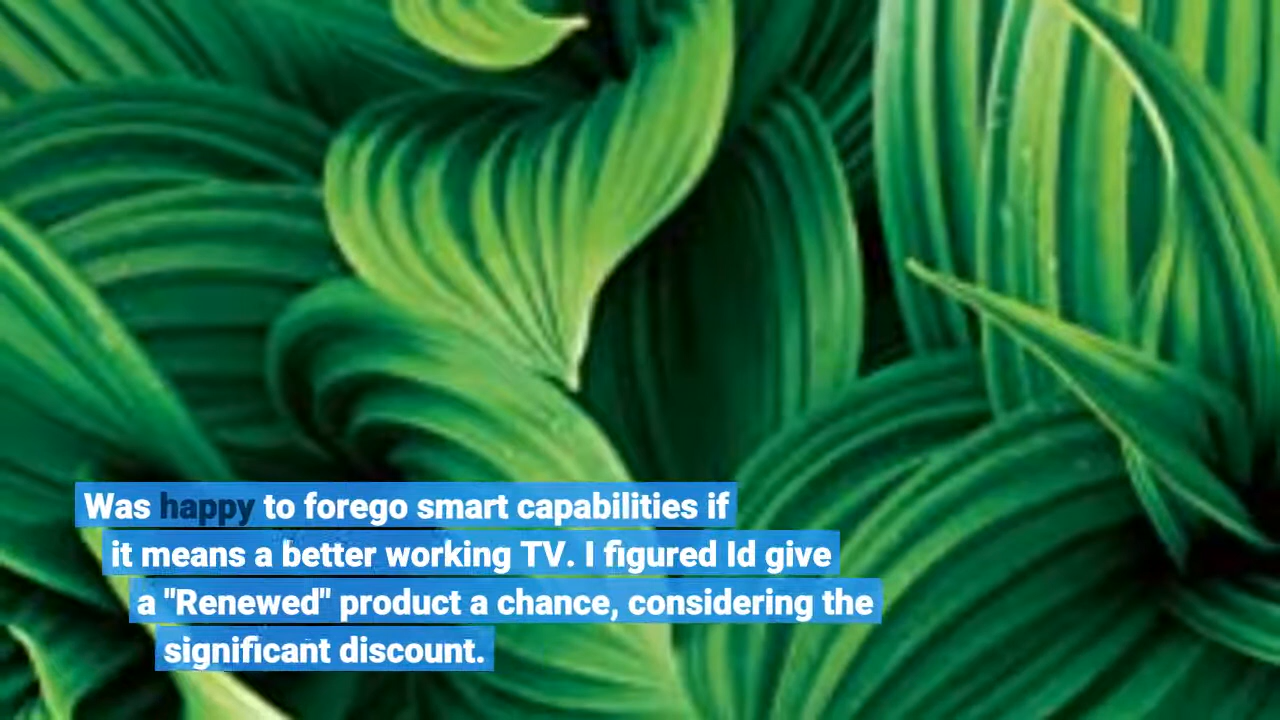 Was happy to forego smart capabilities if
it means a better working TV. I figured Id give
a "Renewed" product a chance, considering the
significant discount.